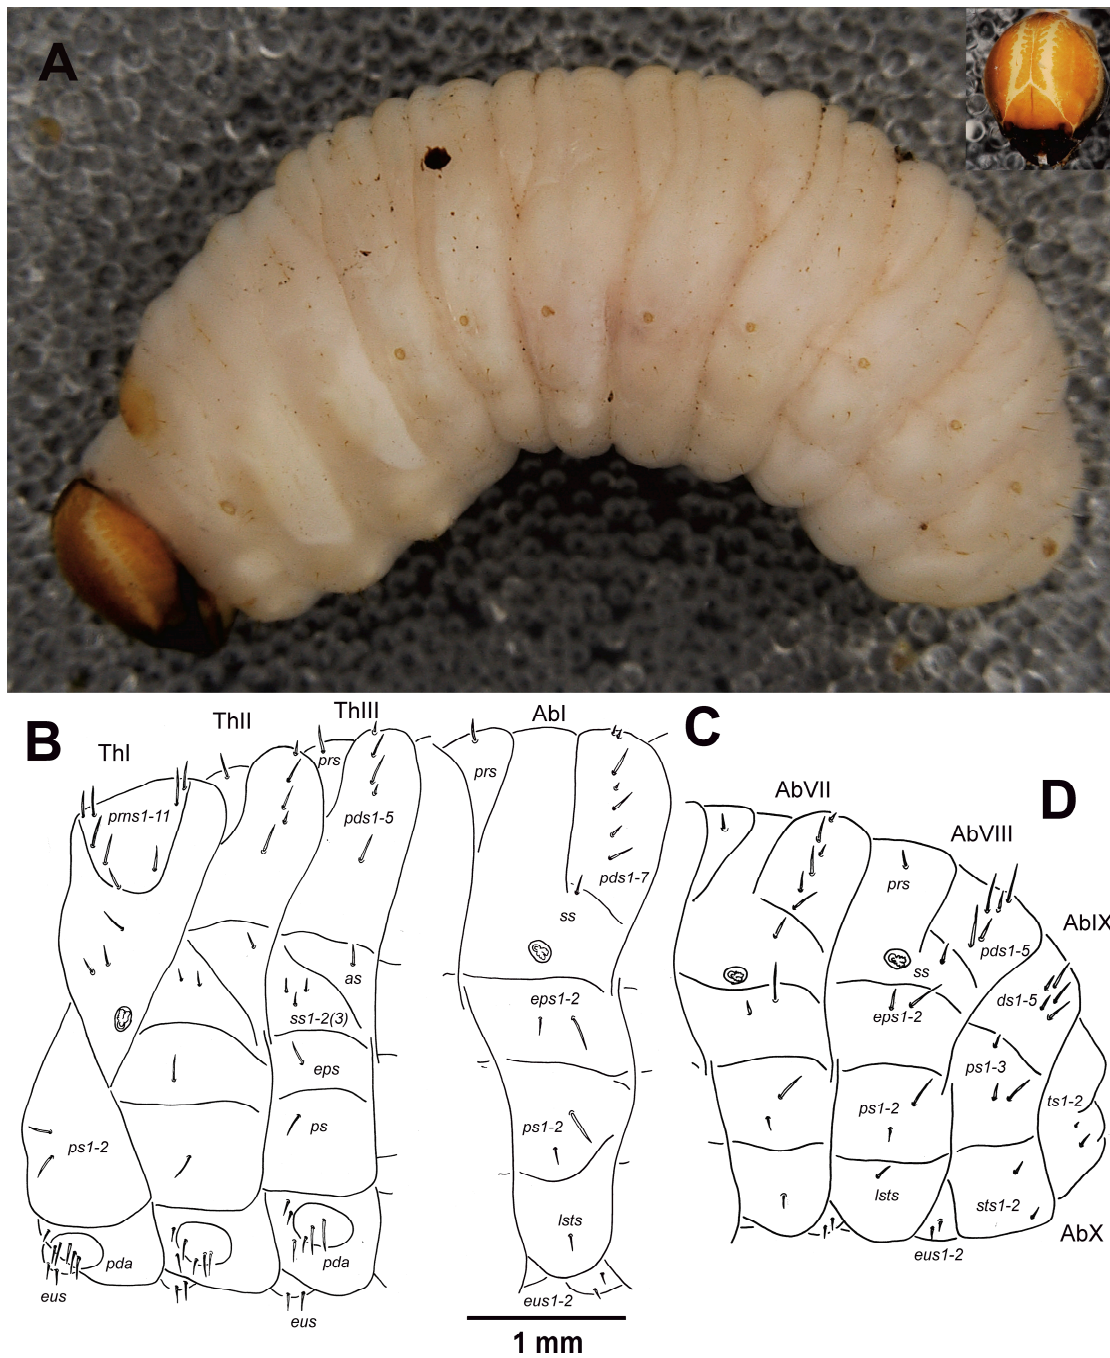 A
B
ThI
ThII
ThIII
prns1-11
prs
pds1-5
as
ss1-2(3)
eps
ps
ps1-2
pda
pda
eus
eus
AbI
prs
pds1-7
ss
eps1-2
ps1-2
lsts
eus1-2
1 mm
C
AbVII
D
AbVIII
AbIX
prs
pds1-5
ss
ds1-5
eps1-2
ps1-3
ps1-2
ts1-2
lsts
sts1-2
AbX
eus1-2